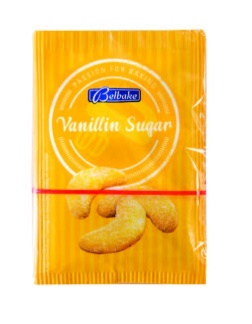 PASSION FOR BAKING
Belbake
Vanillin Sugar